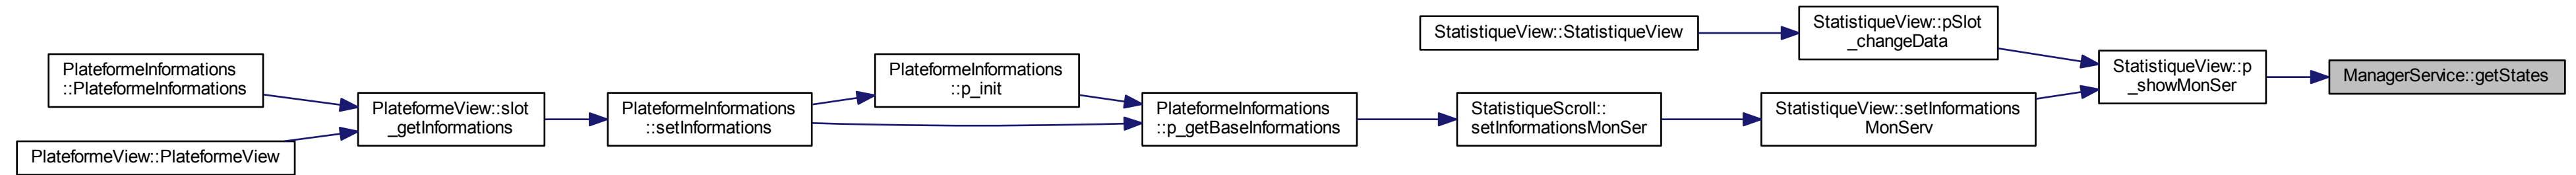 PlateformeInformations
::PlateformeInformations
PlateformeView::PlateformeView
PlateformeView::slot
_getInformations
PlateformeInformations
::setInformations
PlateformeInformations
::p_init
PlateformeInformations
::p_getBaseInformations
StatistiqueView::StatistiqueView
StatistiqueScroll::
setInformationsMonSer
StatistiqueView::pSlot
_changeData
StatistiqueView::setInformations
MonServ
StatistiqueView::p
_showMonSer
ManagerService::getStates